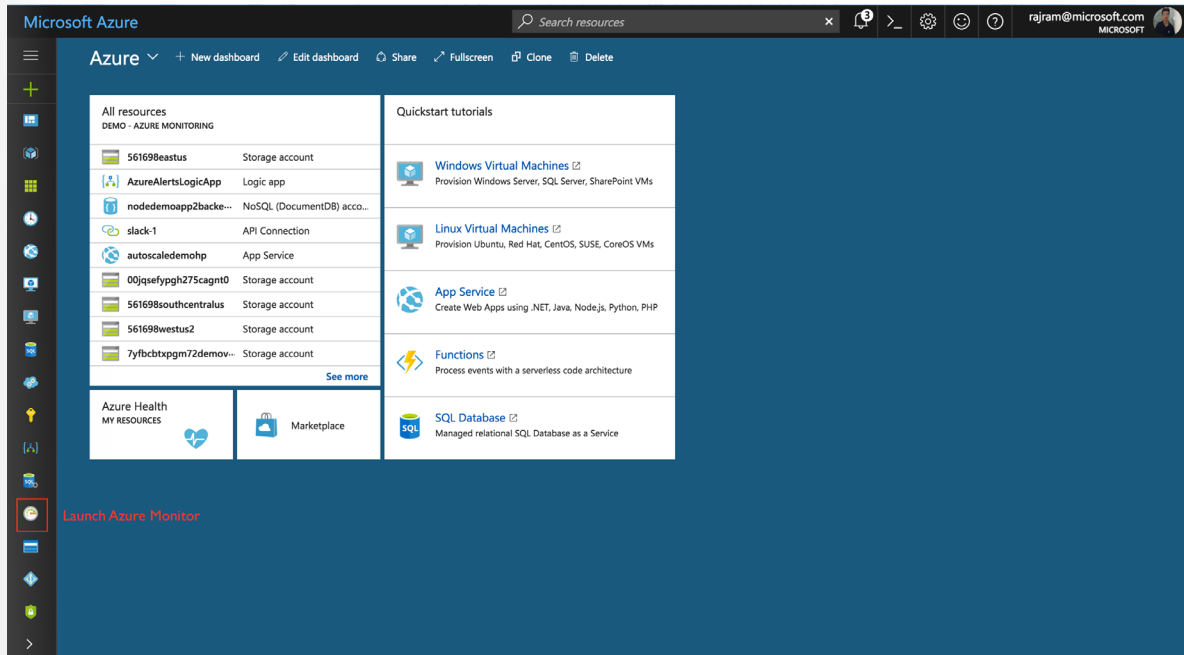 Microsoft Azure
Search resources
3
rajram@microsoft.com
MICROSOFT
Azure
New dashboard
Edit dashboard
Share
Fullscreen
Clone
Delete
All resources
DEMO - AZURE MONITORING
561698eastus Storage account
AzureAlertsLogicApp Logic app
nodedemoapp2backe··· NoSQL (DocumentDB) acco...
slack-1 API Connection
autoscaledemohp App Service
00jqsefypgh275cagnt0 Storage account
561698southcentralus Storage account
561698westus2 Storage account
7yfbcbtxpgm72demov··· Storage account
See more
Azure Health
MY RESOURCES
Marketplace
Quickstart tutorials
Windows Virtual Machines
Provision Windows Server, SQL Server, SharePoint VMs
Linux Virtual Machines
Provision Ubuntu, Red Hat, CentOS, SUSE, CoreOS VMs
App Service
Create Web Apps using .NET, Java, Node.js, Python, PHP
Functions
Process events with a serverless code architecture
SQL
SQL Database
Managed relational SQL Database as a Service
SQL
SQL
Launch Azure Monitor